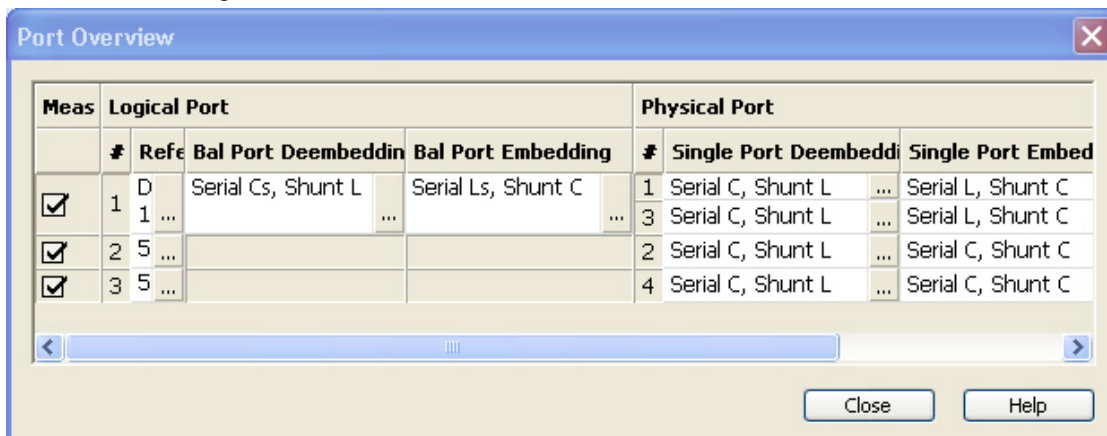 Port Overview
Meas Logical Port Physical Port
# Refe Bal Port Deembeddin Bal Port Embedding # Single Port Deembeddi Single Port Embed
1 D Serial Cs, Shunt L Serial Ls, Shunt C 1 Serial C, Shunt L ... Serial L, Shunt C
1 ... ... ... 3 Serial C, Shunt L ... Serial L, Shunt C
2 5 ... 2 Serial C, Shunt L ... Serial C, Shunt C
3 5 ... 4 Serial C, Shunt L ... Serial C, Shunt C
Close Help